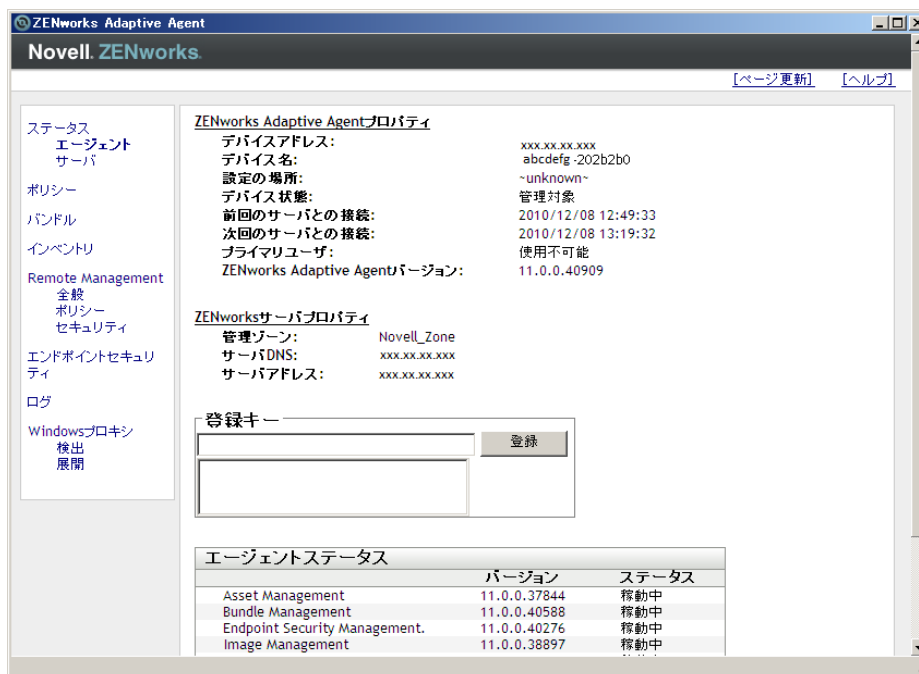 ZENworks Adaptive Agent
Novell. ZENworks.
[ページ更新] [ヘルプ]
ステータス
エージェント
サーバ
ポリシー
バンドル
インベントリ
Remote Management
全般
ポリシー
セキュリティ
エンドポイントセキュリ
ティ
ログ
Windowsプロキシ
検出
展開
ZENworks Adaptive Agentプロパティ
デバイスアドレス: xxx.xx.xx.xxx
デバイス名: abcdefg-202b2b0
設定の場所: ~unknown~
デバイス状態: 管理対象
前回のサーバとの接続: 2010/12/08 12:49:33
次回のサーバとの接続: 2010/12/08 13:19:32
プライマリユーザ: 使用不可能
ZENworks Adaptive Agentバージョン: 11.0.0.40909
ZENworksサーバプロパティ
管理ゾーン: Novell_Zone
サーバDNS: xxx.xx.xx.xxx
サーバアドレス: xxx.xx.xx.xxx
登録キー
登録
エージェントステータス
バージョン ステータス
Asset Management 11.0.0.37844 稼動中
Bundle Management 11.0.0.40588 稼動中
Endpoint Security Management. 11.0.0.40276 稼動中
Image Management 11.0.0.38897 稼動中